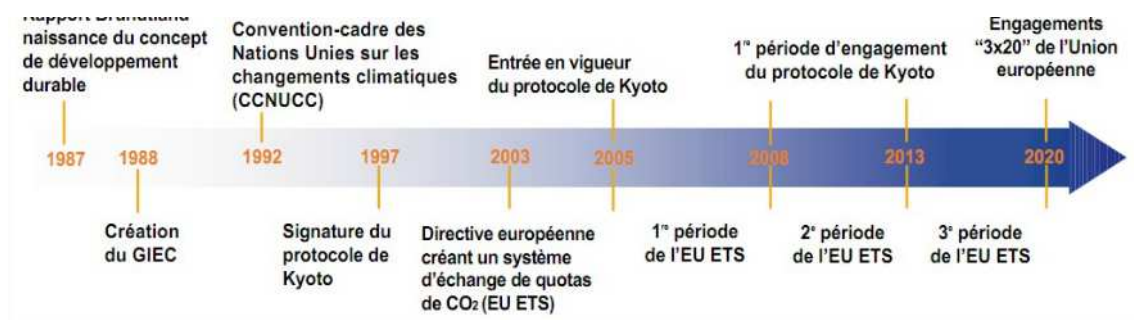 Rapport Brundtland
naissance du concept
de développement
durable
Convention-cadre des
Nations Unies sur les
changements climatiques
(CCNUCC)
Entrée en vigueur
du protocole de Kyoto
1re période d'engagement
du protocole de Kyoto
Engagements
"3x20" de l'Union
européenne
1987 1988 1992 1997 2003 2005 2008 2013 2020
Création
du GIEC
Signature du
protocole de
Kyoto
Directive européenne
créant un système
d'échange de quotas
de CO2 (EU ETS)
1re période
de l'EU ETS
2e période
de l'EU ETS
3e période
de l'EU ETS